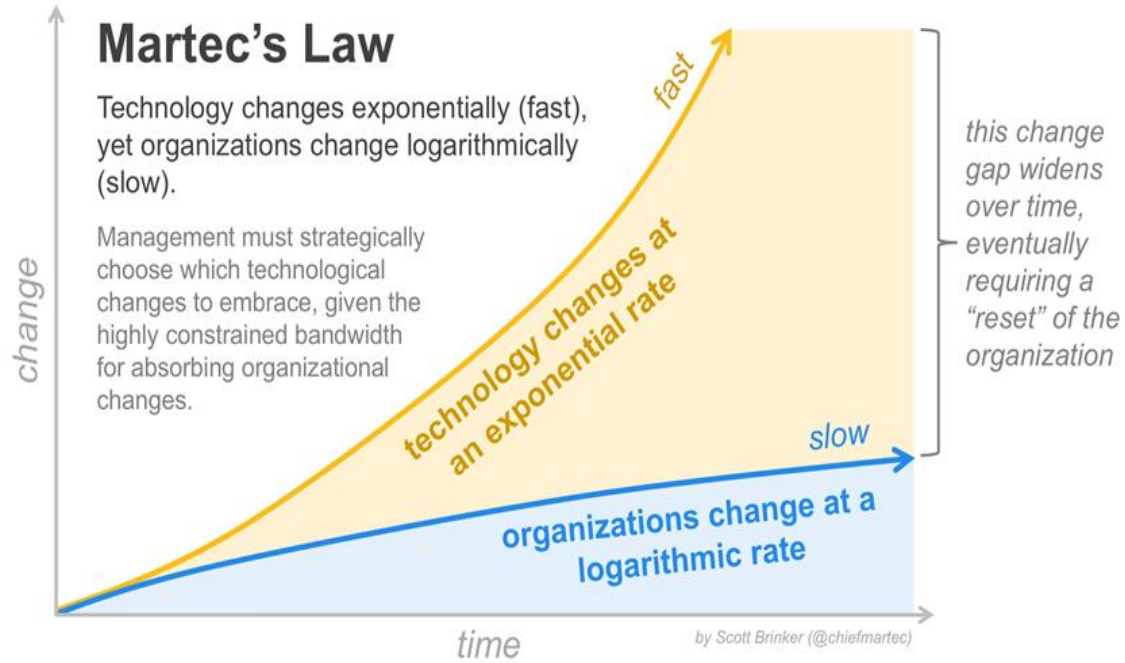 Martec's Law
Technology changes exponentially (fast),
yet organizations change logarithmically
(slow).
Management must strategically
choose which technological
changes to embrace, given the
highly constrained bandwidth
for absorbing organizational
changes.
change
fast
technology changes at
an exponential rate
slow
organizations change at a
logarithmic rate
this change
gap widens
over time,
eventually
requiring a
“reset” of the
organization
time
by Scott Brinker (@chiefmartec)